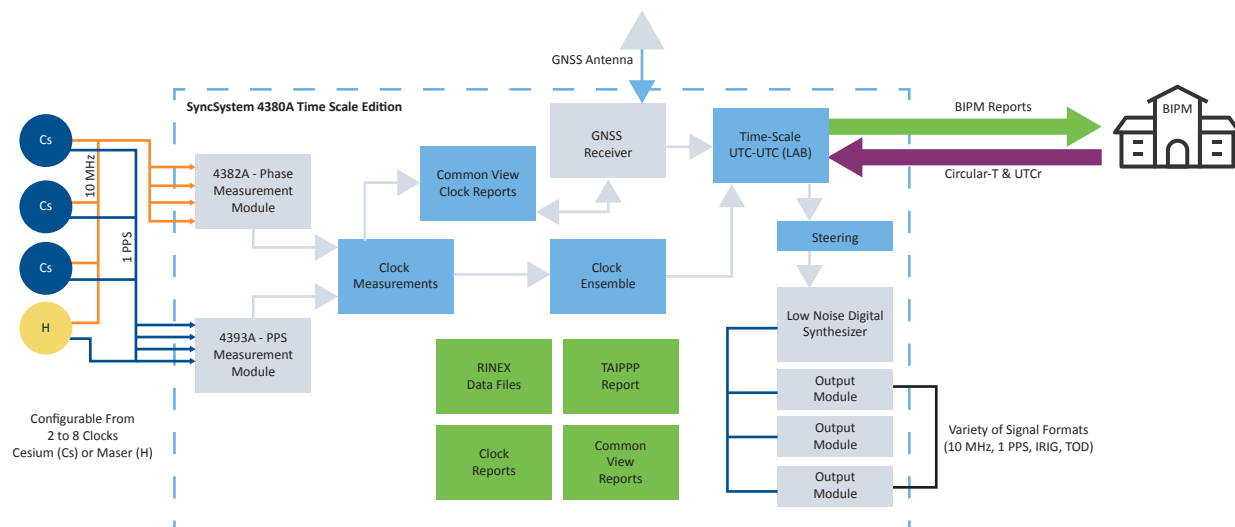 GNSS Antenna
SyncSystem 4380A Time Scale Edition
BIPM Reports
BIPM
Circular-T & UTCr
Cs
Cs
Cs
H
10 MHz
1 PPS
4382A - Phase
Measurement
Module
4393A - PPS
Measurement
Module
Common View
Clock Reports
GNSS
Receiver
Time-Scale
UTC-UTC (LAB)
Clock
Measurements
Clock
Ensemble
Steering
Low Noise Digital
Synthesizer
Output
Module
Output
Module
Output
Module
RINEX
Data Files
TAIPPP
Report
Clock
Reports
Common
View
Reports
Configurable From
2 to 8 Clocks
Cesium (Cs) or Maser (H)
Variety of Signal Formats
(10 MHz, 1 PPS, IRIG, TOD)